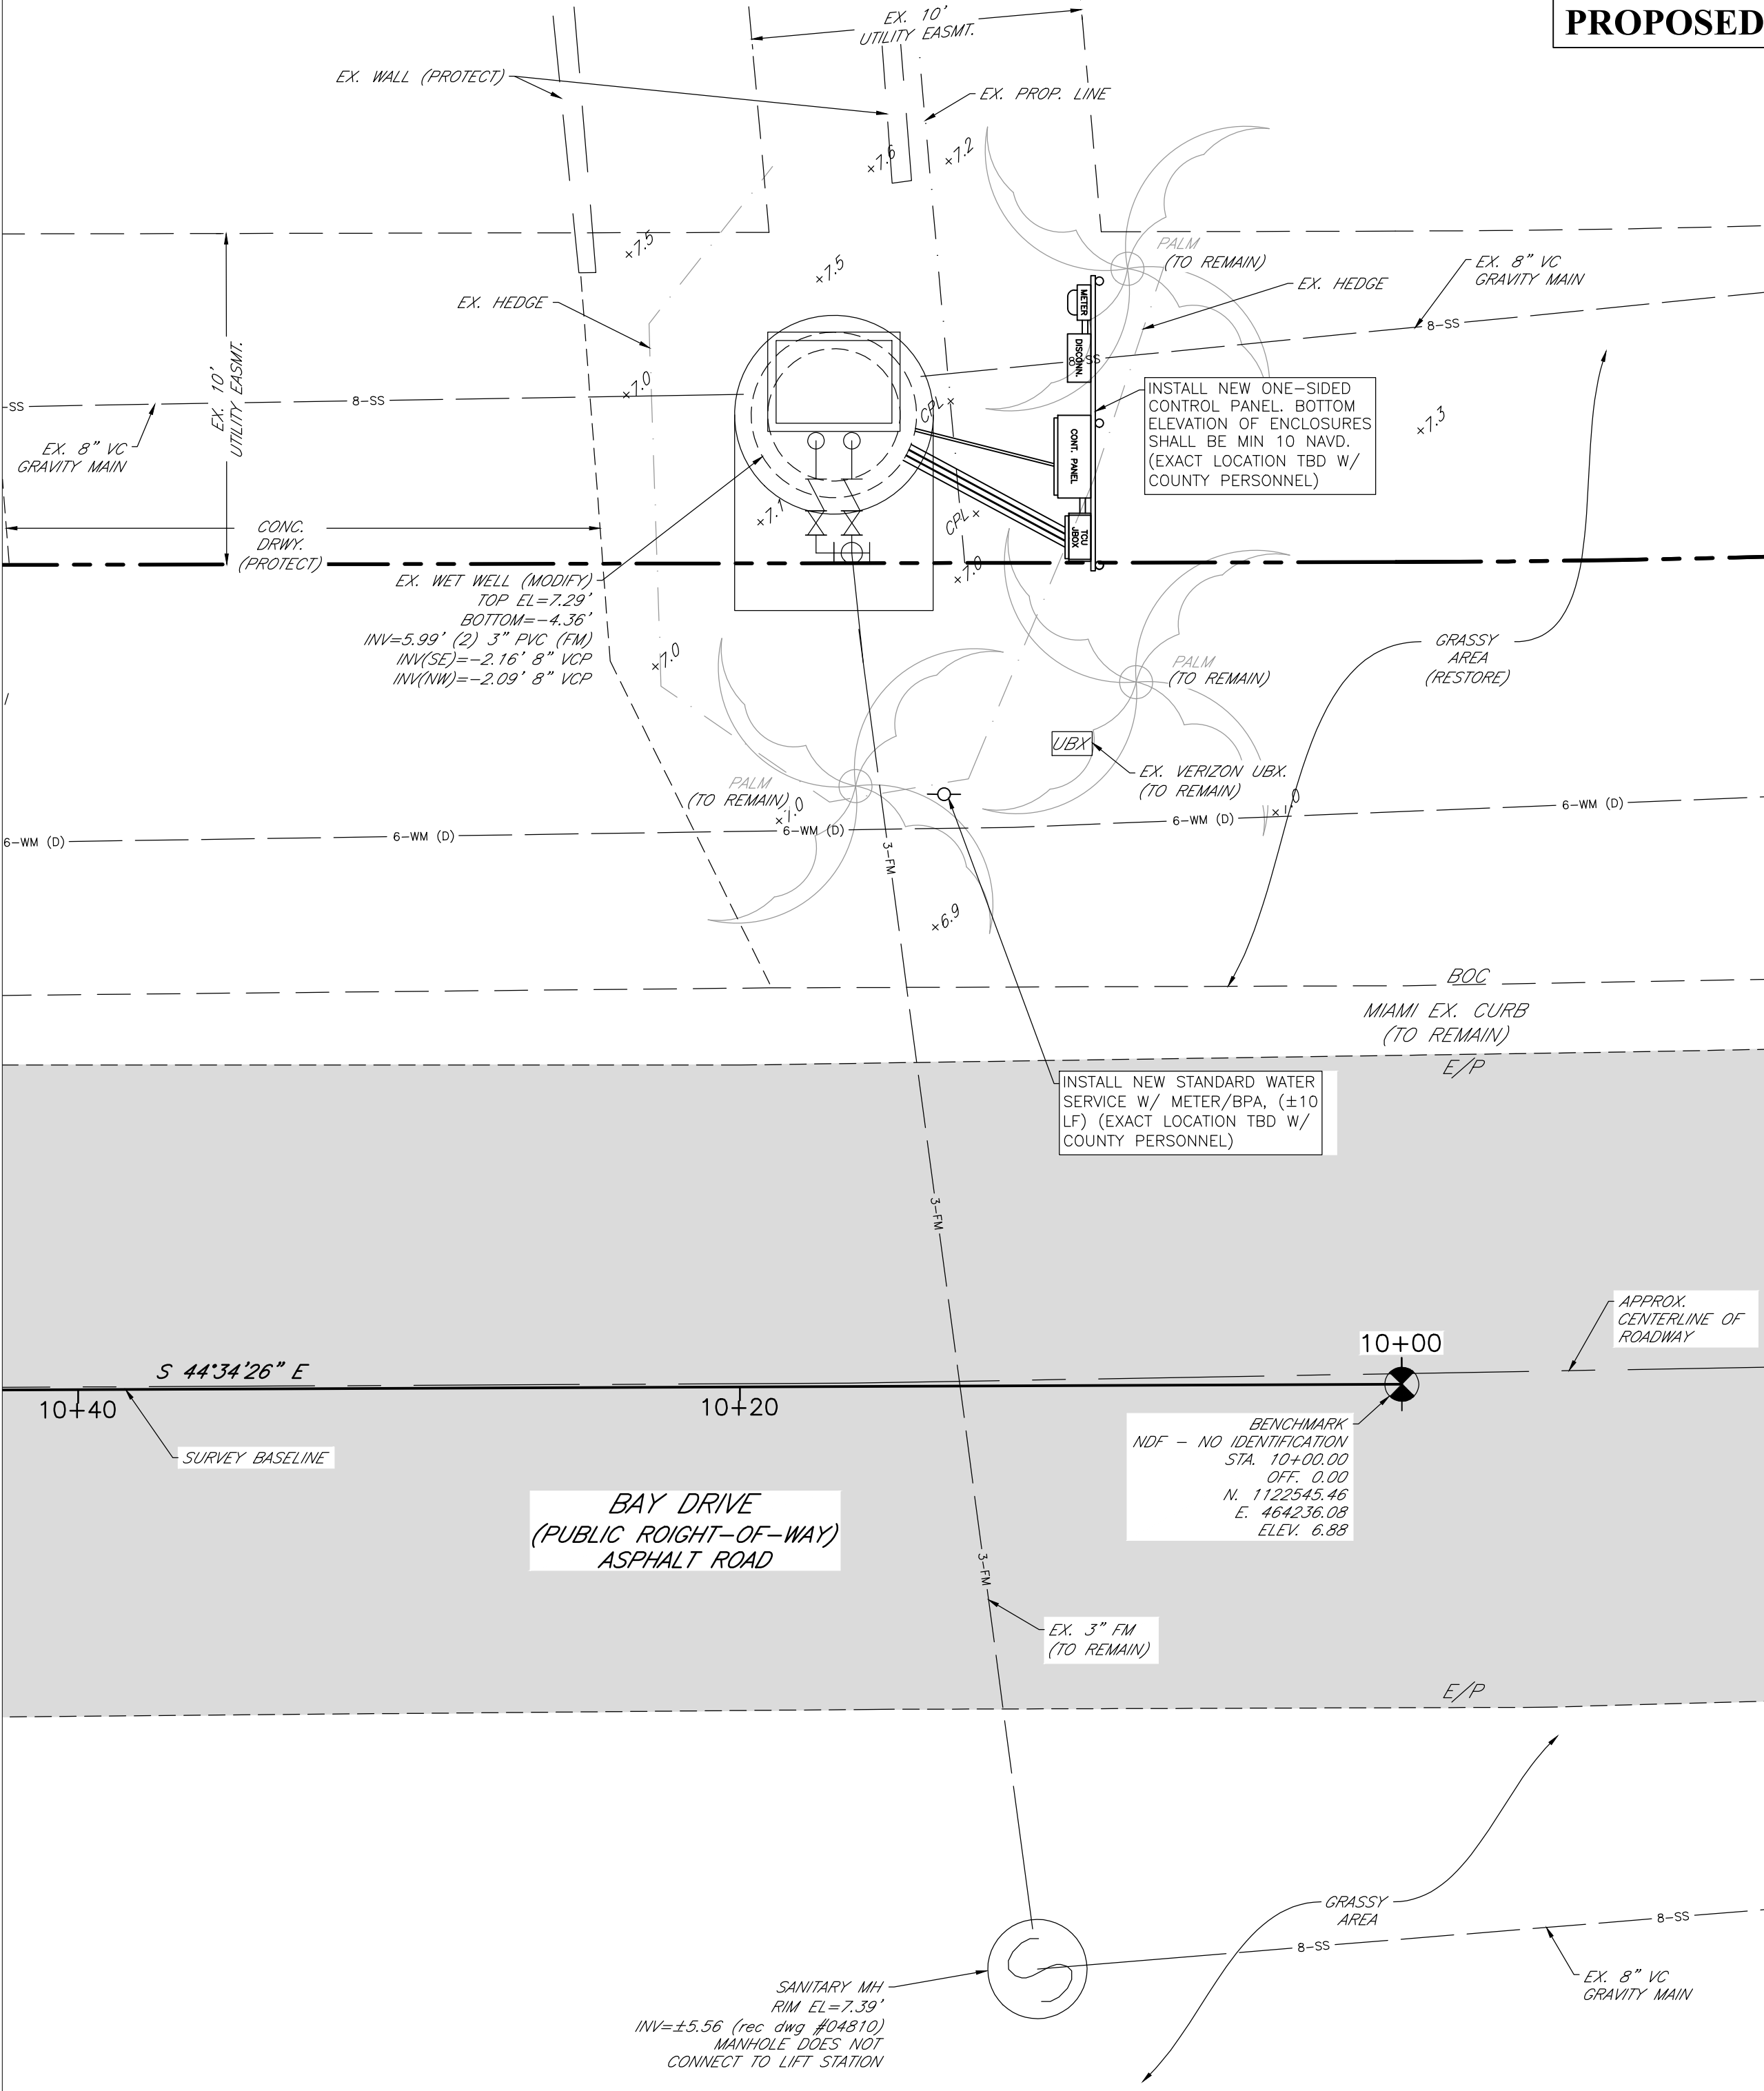 PROPOSED
EX. 10'
UTILITY EASMT.
EX. WALL (PROTECT)
EX. PROP. LINE
×7.6
×7.2
×7.5
×7.5
PALM
(TO REMAIN)
EX. 8" VC
GRAVITY MAIN
EX. HEDGE
EX. HEDGE
METER
8-SS
DISCONN.
8-SS
EX. 10'
UTILITY EASMT.
×7.0
-SS
8-SS
CPL×
INSTALL NEW ONE-SIDED
CONTROL PANEL. BOTTOM
ELEVATION OF ENCLOSURES
SHALL BE MIN 10 NAVD.
(EXACT LOCATION TBD W/
COUNTY PERSONNEL)
×7.3
EX. 8" VC
GRAVITY MAIN
CONT. PANEL
×7.1
CPL×
TCU
JBOX
CONC.
DRWY.
(PROTECT)
×7.0
EX. WET WELL (MODIFY)
TOP EL=7.29'
BOTTOM=-4.36'
INV=5.99' (2) 3" PVC (FM)
INV(SE)=-2.16' 8" VCP
INV(NW)=-2.09' 8" VCP
×7.0
GRASSY
AREA
(RESTORE)
PALM
(TO REMAIN)
UBX
EX. VERIZON UBX.
(TO REMAIN)
PALM
(TO REMAIN)
6-WM (D)
6-WM (D)
6-WM (D)
6-WM (D)
6-WM (D)
3-FM
×6.9
BOC
MIAMI EX. CURB
(TO REMAIN)
E/P
INSTALL NEW STANDARD WATER
SERVICE W/ METER/BPA, (±10
LF) (EXACT LOCATION TBD W/
COUNTY PERSONNEL)
3-FM
APPROX.
CENTERLINE OF
ROADWAY
10+00
S 44°34'26" E
10+40
10+20
SURVEY BASELINE
BENCHMARK
NDF - NO IDENTIFICATION
STA. 10+00.00
OFF. 0.00
N. 1122545.46
E. 464236.08
ELEV. 6.88
BAY DRIVE
(PUBLIC ROIGHT-OF-WAY)
ASPHALT ROAD
3-FM
EX. 3" FM
(TO REMAIN)
E/P
GRASSY
AREA
8-SS
8-SS
EX. 8" VC
GRAVITY MAIN
SANITARY MH
RIM EL=7.39'
INV=±5.56 (rec dwg #04810)
MANHOLE DOES NOT
CONNECT TO LIFT STATION